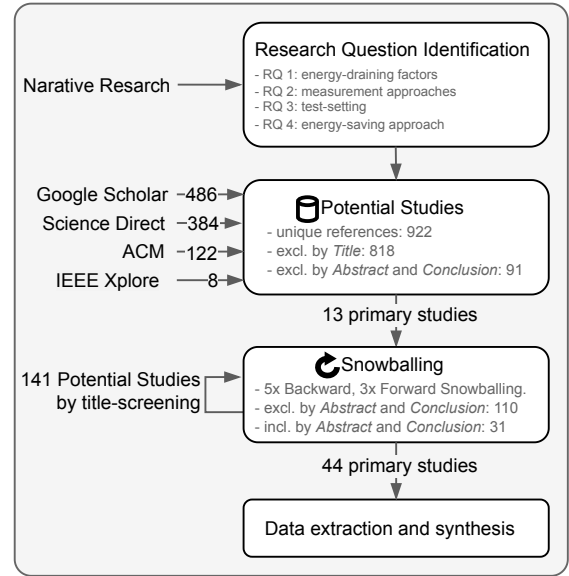 Research Question Identification
- RQ 1: energy-draining factors
- RQ 2: measurement approaches
- RQ 3: test-setting
- RQ 4: energy-saving approach
Narative Resarch
Google Scholar 486
Science Direct 384
ACM 122
IEEE Xplore 8
Potential Studies
- unique references: 922
- excl. by Title: 818
- excl. by Abstract and Conclusion: 91
13 primary studies
141 Potential Studies
by title-screening
Snowballing
- 5x Backward, 3x Forward Snowballing.
- excl. by Abstract and Conclusion: 110
- incl. by Abstract and Conclusion: 31
44 primary studies
Data extraction and synthesis